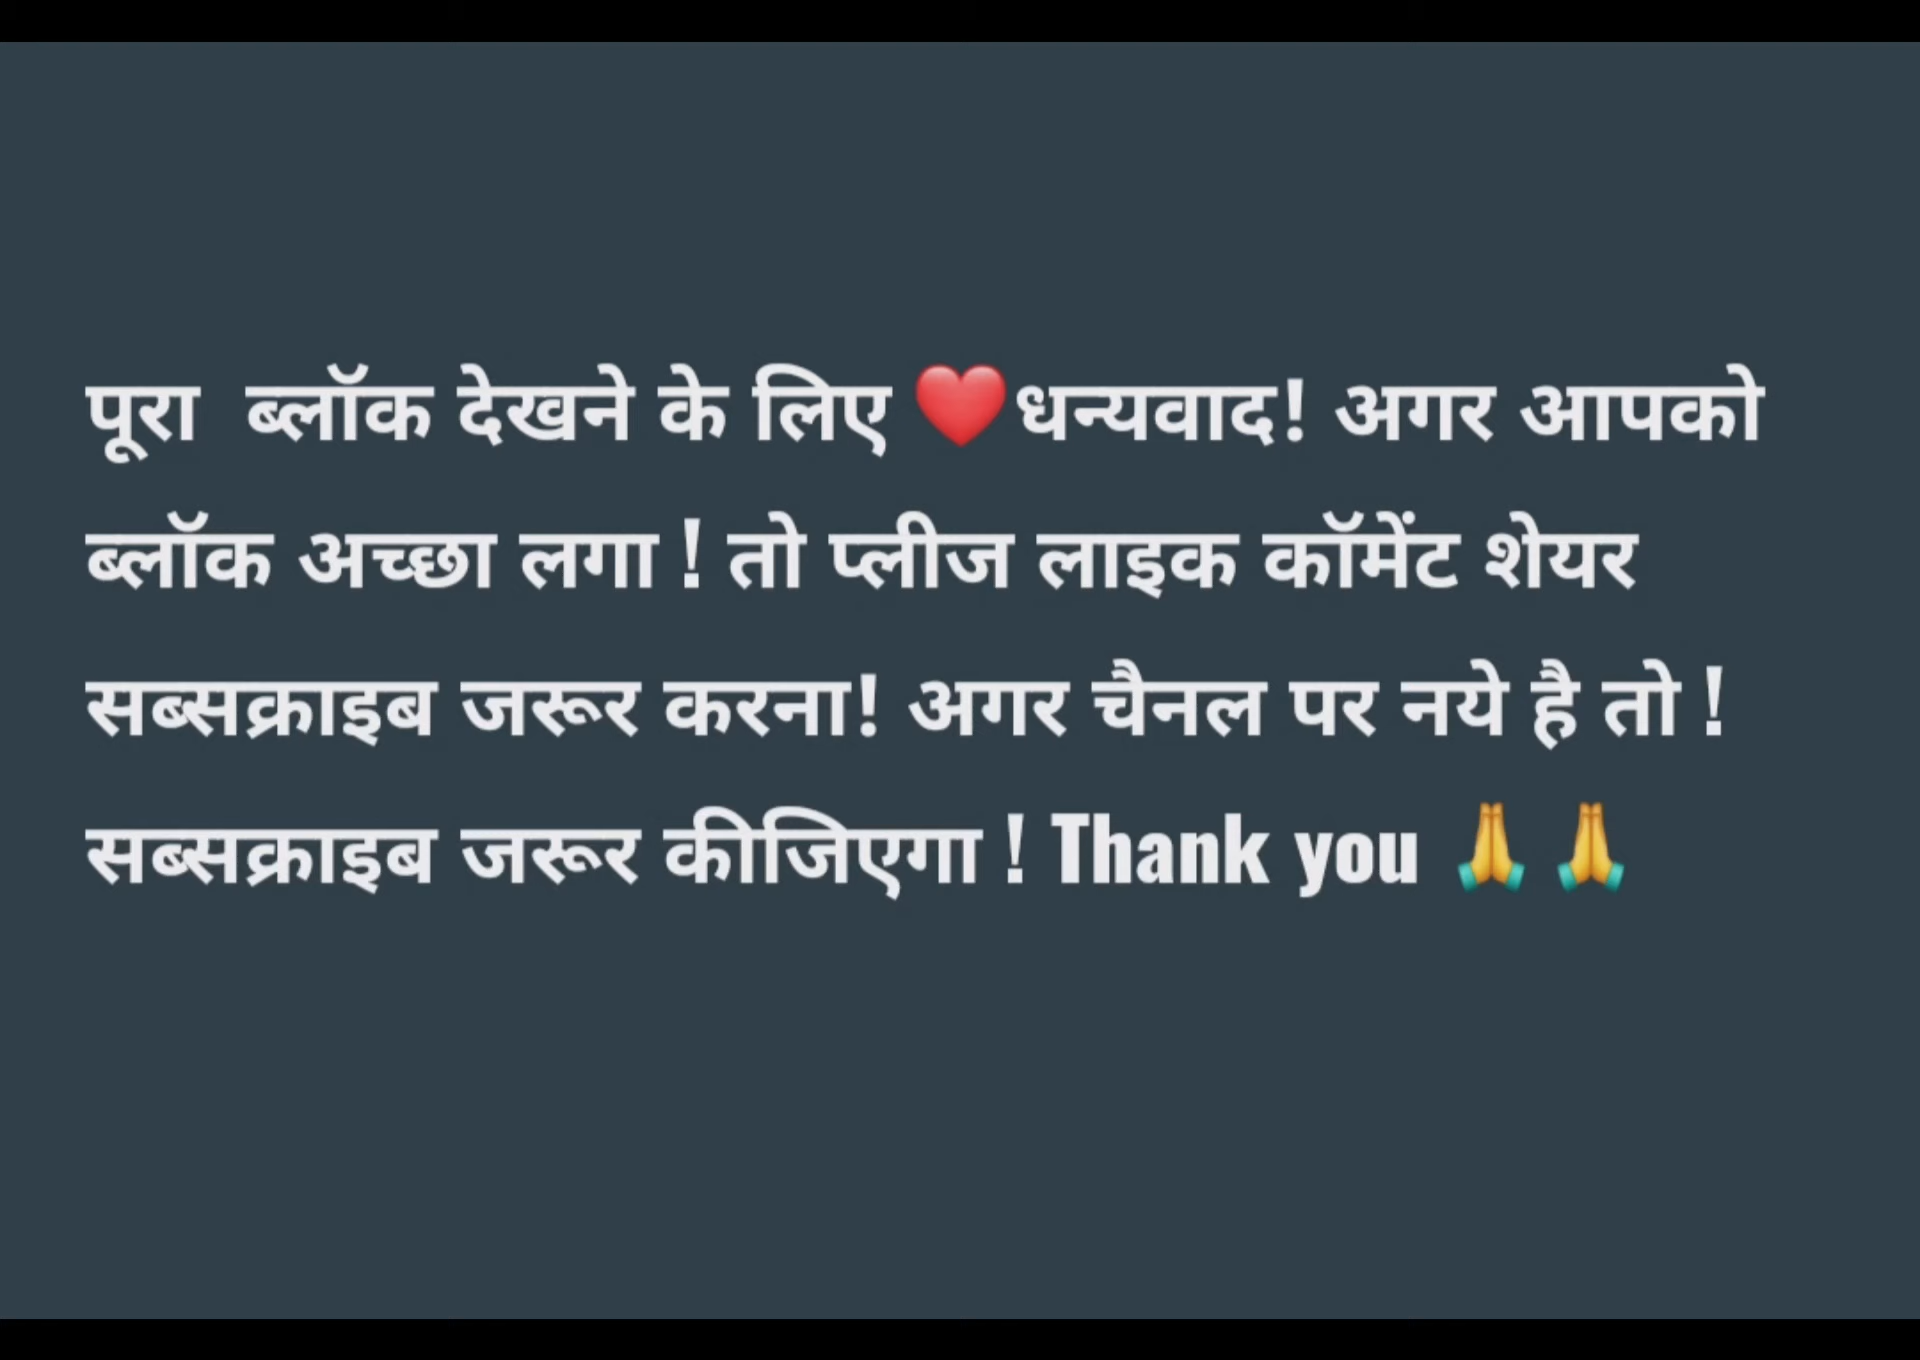 पूरा  ब्लॉक देखने के लिए ❤️धन्यवाद! अगर आपको
ब्लॉक अच्छा लगा ! तो प्लीज लाइक कॉमेंट शेयर
सब्सक्राइब जरूर करना! अगर चैनल पर नये है तो !
सब्सक्राइब जरूर कीजिएगा ! Thank you 🙏 🙏